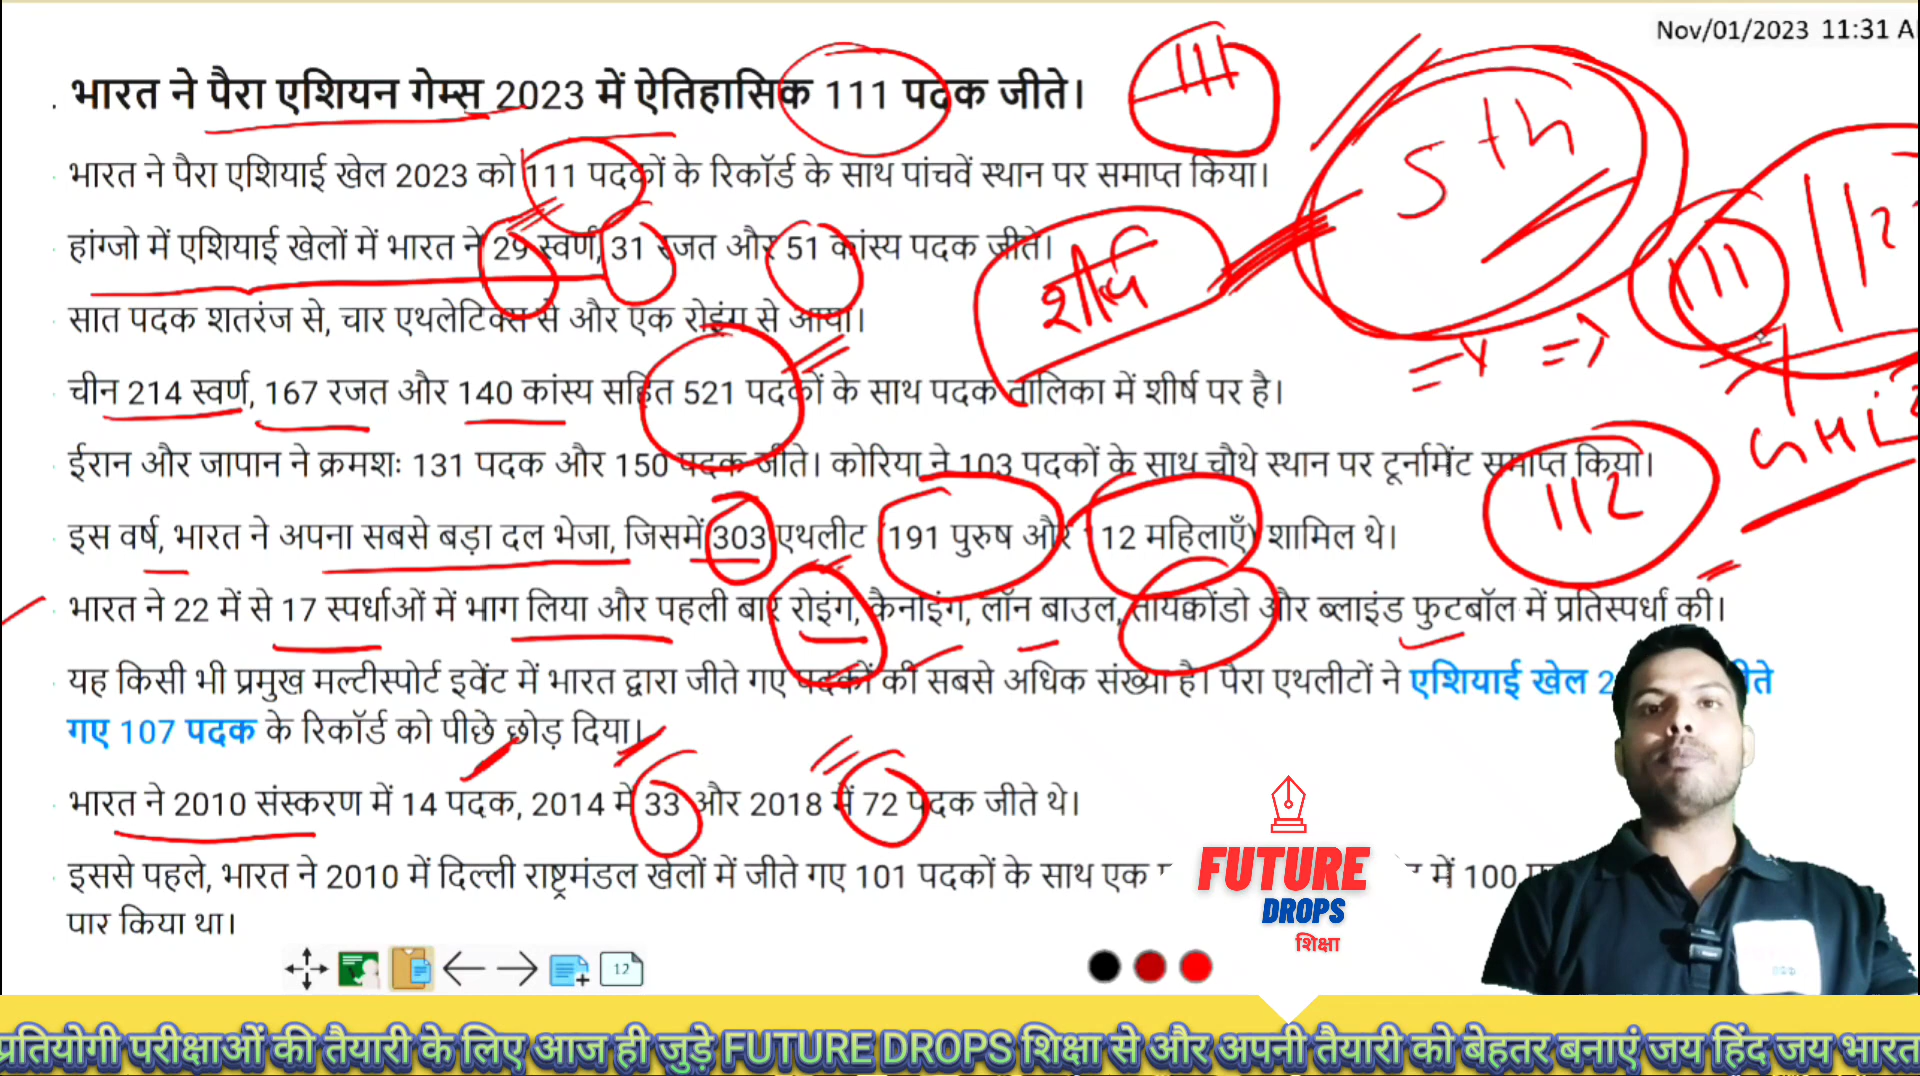 Nov/01/2023 11:31 A
भारत ने पैरा एशियन गेम्स 2023 में ऐतिहासिक 111 पदक जीते।
111
5th
भारत ने पैरा एशियाई खेल 2023 को 111 पदकों के रिकॉर्ड के साथ पांचवें स्थान पर समाप्त किया।
हांग्जो में एशियाई खेलों में भारत ने 29 स्वर्ण, 31 रजत और 51 कांस्य पदक जीते।
शीर्ष
111
सात पदक शतरंज से, चार एथलेटिक्स से और एक रोइंग से आया।
चीन 214 स्वर्ण, 167 रजत और 140 कांस्य सहित 521 पदकों के साथ पदक तालिका में शीर्ष पर है।
ईरान और जापान ने क्रमशः 131 पदक और 150 पदक जीते। कोरिया ने 103 पदकों के साथ चौथे स्थान पर टूर्नामेंट समाप्त किया।
112
इस वर्ष, भारत ने अपना सबसे बड़ा दल भेजा, जिसमें 303 एथलीट (191 पुरुष और 12 महिलाएँ) शामिल थे।
भारत ने 22 में से 17 स्पर्धाओं में भाग लिया और पहली बार रोइंग, कैनोइंग, लॉन बाउल, तायक्वोंडो और ब्लाइंड फुटबॉल में प्रतिस्पर्धा की।
यह किसी भी प्रमुख मल्टीस्पोर्ट इवेंट में भारत द्वारा जीते गए पदकों की सबसे अधिक संख्या है। पैरा एथलीटों ने एशियाई खेल 2 ीते
गए 107 पदक के रिकॉर्ड को पीछे छोड़ दिया।
भारत ने 2010 संस्करण में 14 पदक, 2014 में 33 और 2018 में 72 पदक जीते थे।
इससे पहले, भारत ने 2010 में दिल्ली राष्ट्रमंडल खेलों में जीते गए 101 पदकों के साथ एक में 100
पार किया था।
FUTURE
DROPS
शिक्षा
12
प्रतियोगी परीक्षाओं की तैयारी के लिए आज ही जुड़े FUTURE DROPS शिक्षा से और अपनी तैयारी को बेहतर बनाएं जय हिंद जय भारत